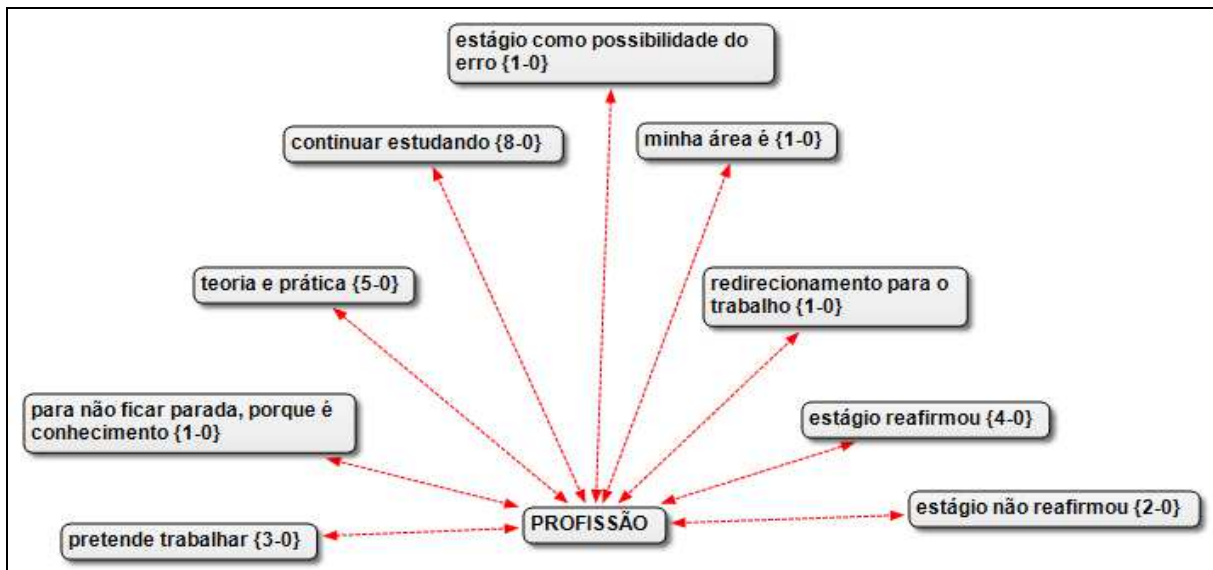 estágio como possibilidade do
erro {1-0}
continuar estudando {8-0}
minha área é {1-0}
teoria e prática {5-0}
redirecionamento para o
trabalho {1-0}
para não ficar parada, porque é
conhecimento {1-0}
estágio reafirmou {4-0}
estágio não reafirmou {2-0}
PROFISSÃO
pretende trabalhar {3-0}